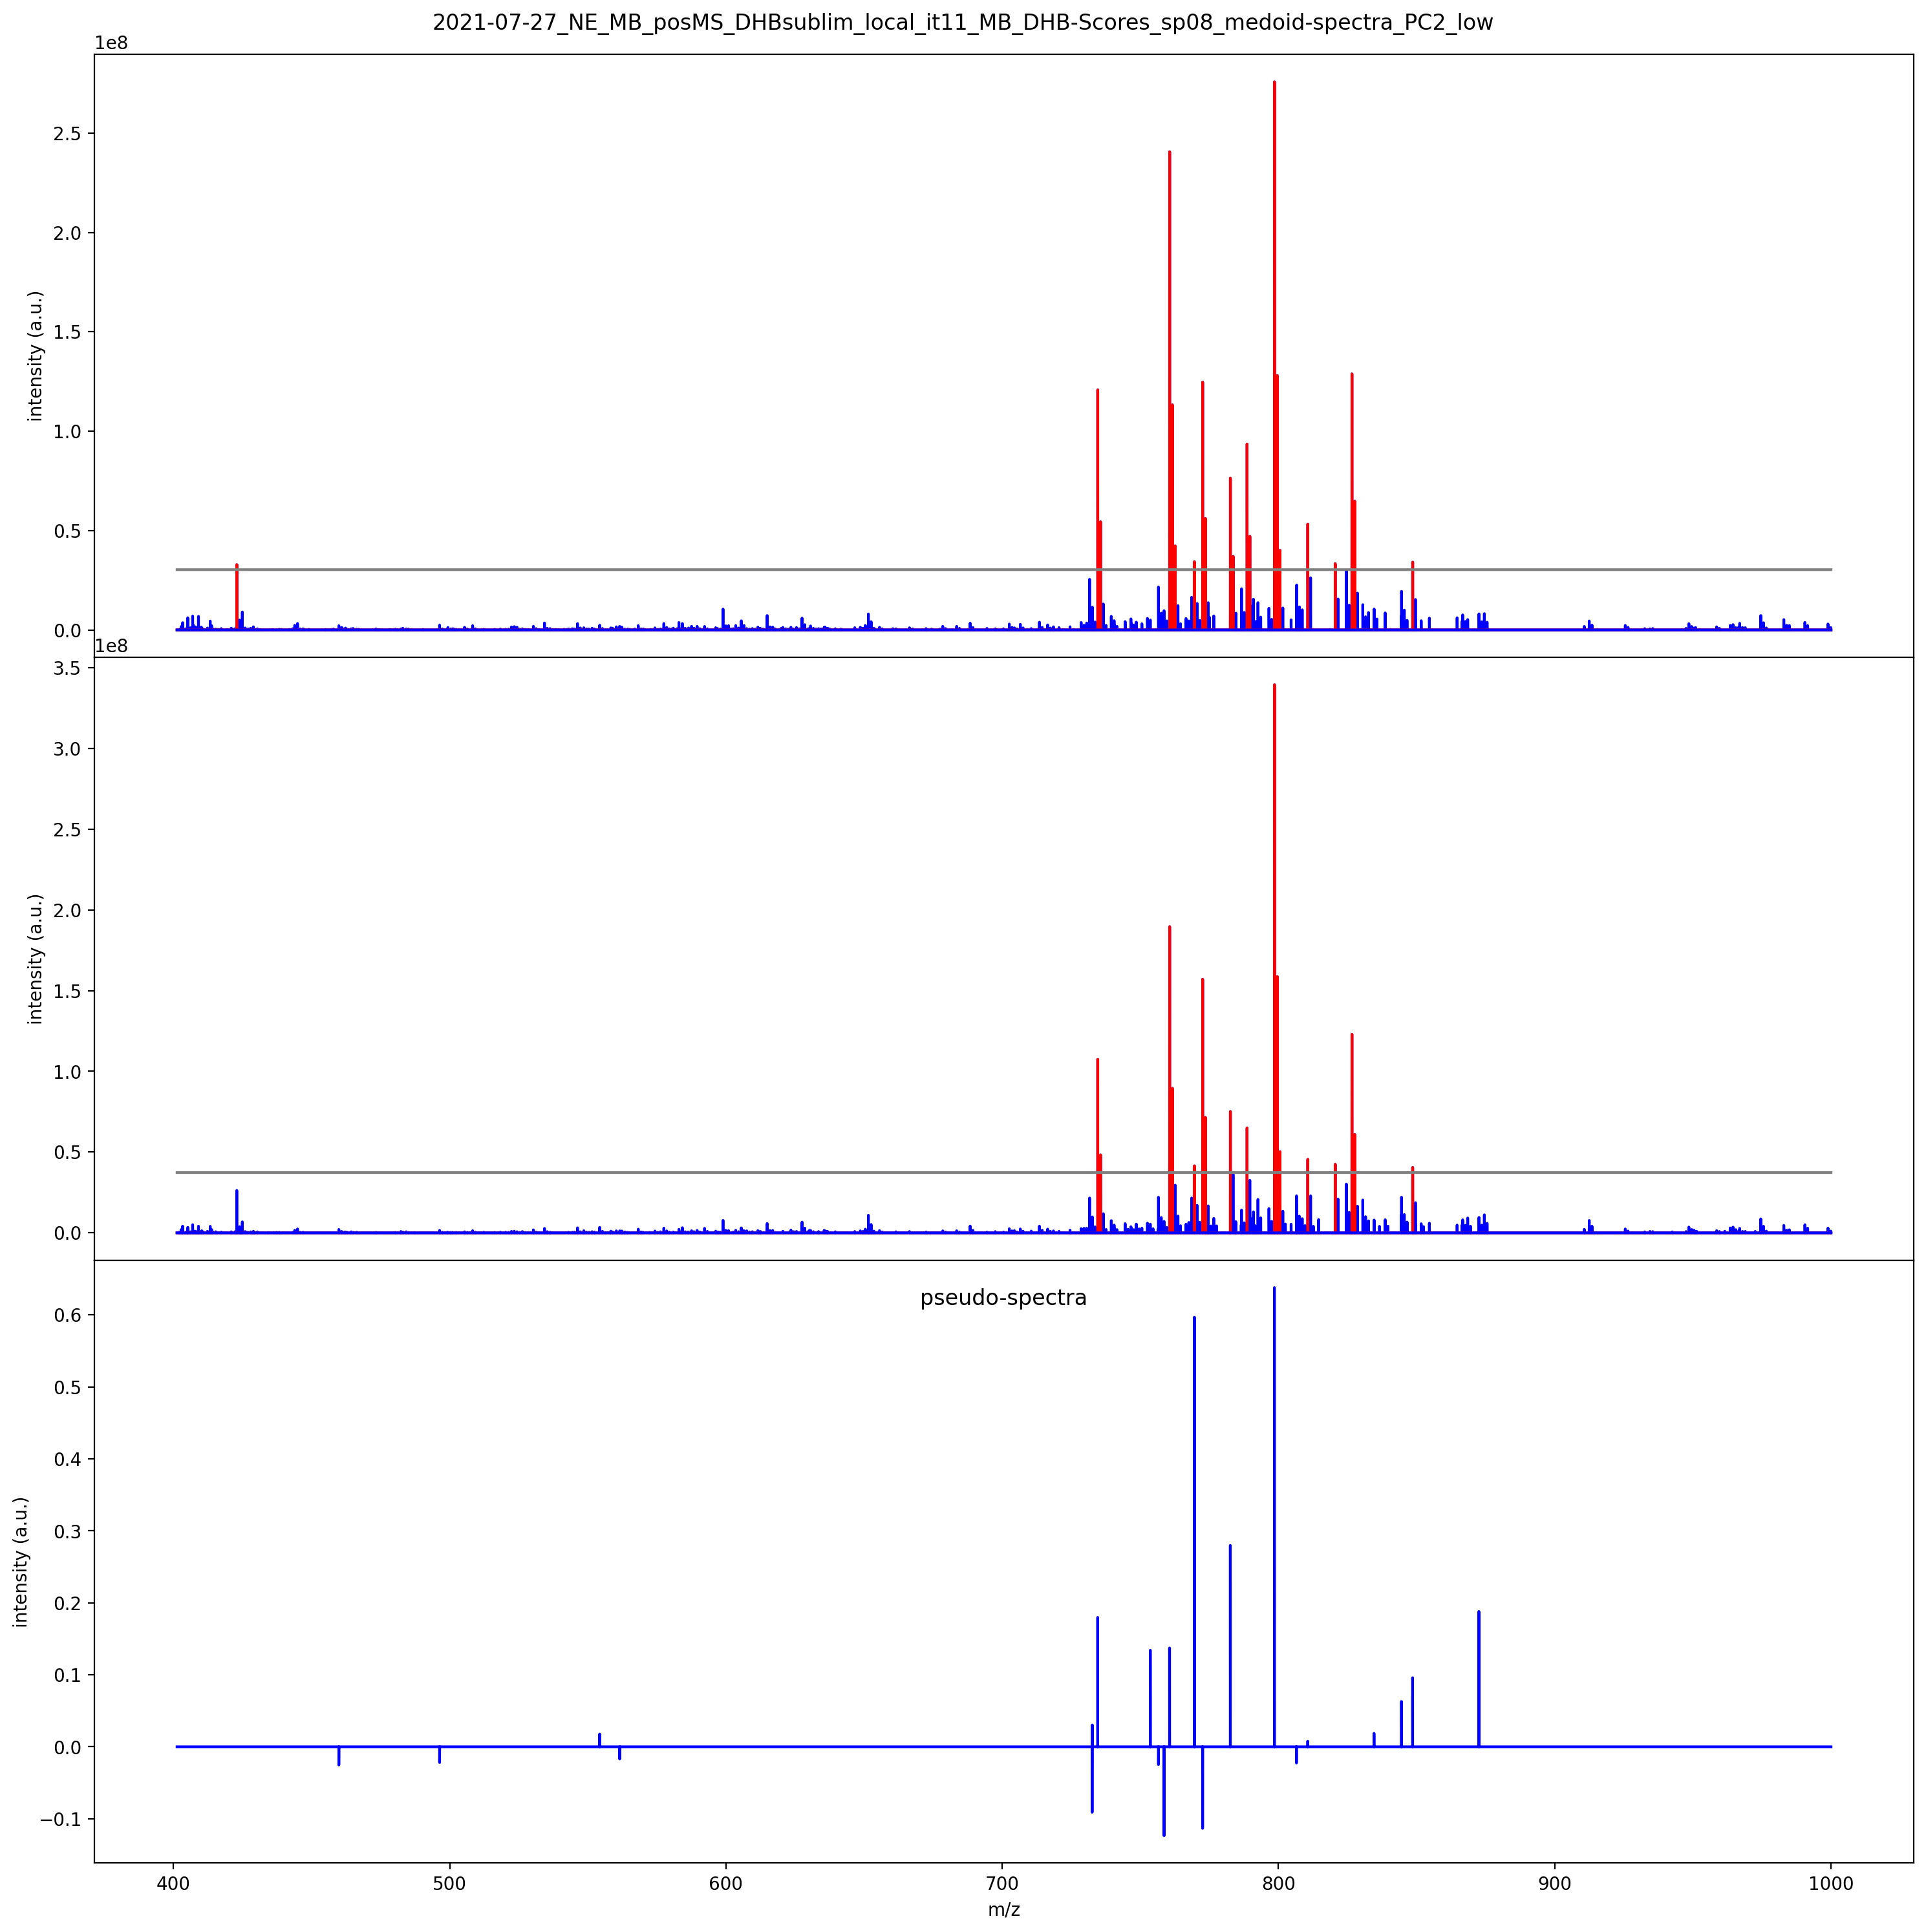 2021-07-27_NE_MB_posMS_DHBsublim_local_it11_MB_DHB-Scores_sp08_medoid-spectra_PC2_low
1e8
2.5
2.0
1.5
1.0
0.5
0.0
intensity (a.u.)
1e8
3.5
3.0
2.5
2.0
1.5
1.0
0.5
0.0
intensity (a.u.)
pseudo-spectra
0.6
0.5
0.4
0.3
0.2
0.1
0.0
−0.1
intensity (a.u.)
400 500 600 700 800 900 1000
m/z